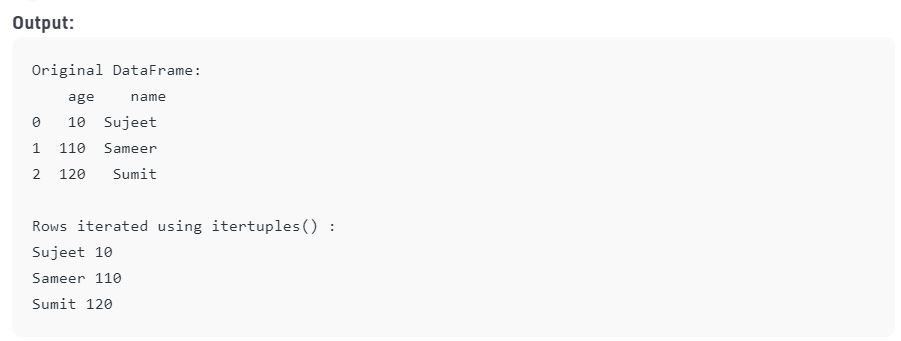 Output:
Original DataFrame:
age name
0 10 Sujeet
1 110 Sameer
2 120 Sumit
Rows iterated using itertuples() :
Sujeet 10
Sameer 110
Sumit 120